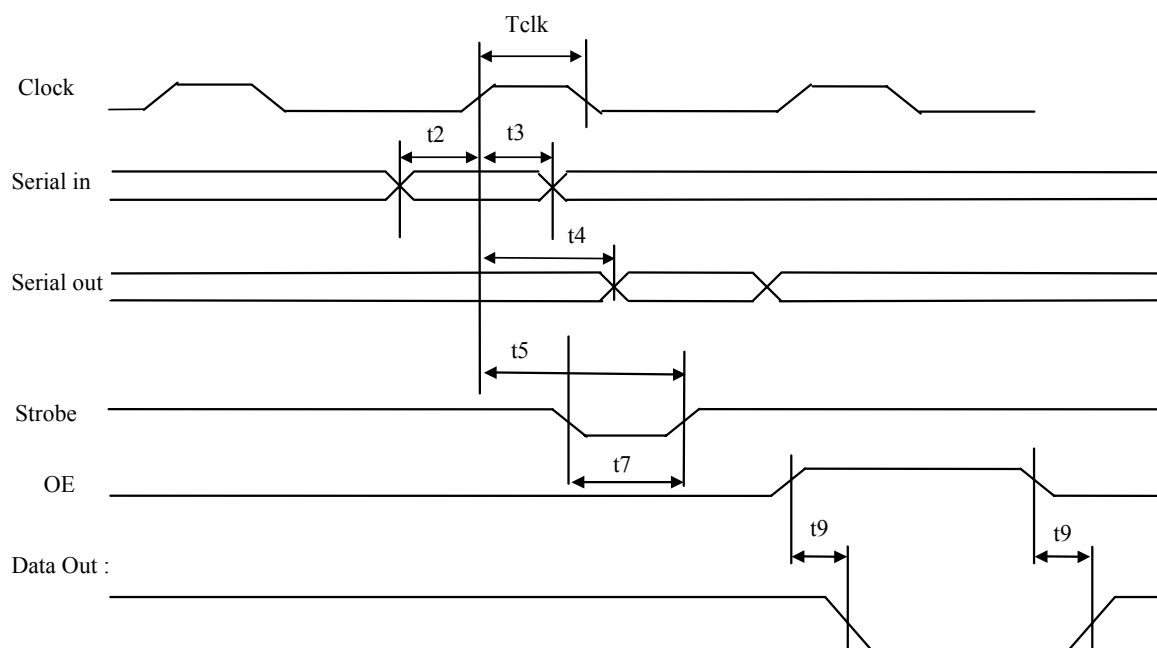 Tclk
Clock
t2
t3
Serial in
t4
Serial out
t5
Strobe
t7
OE
t9
t9
Data Out :